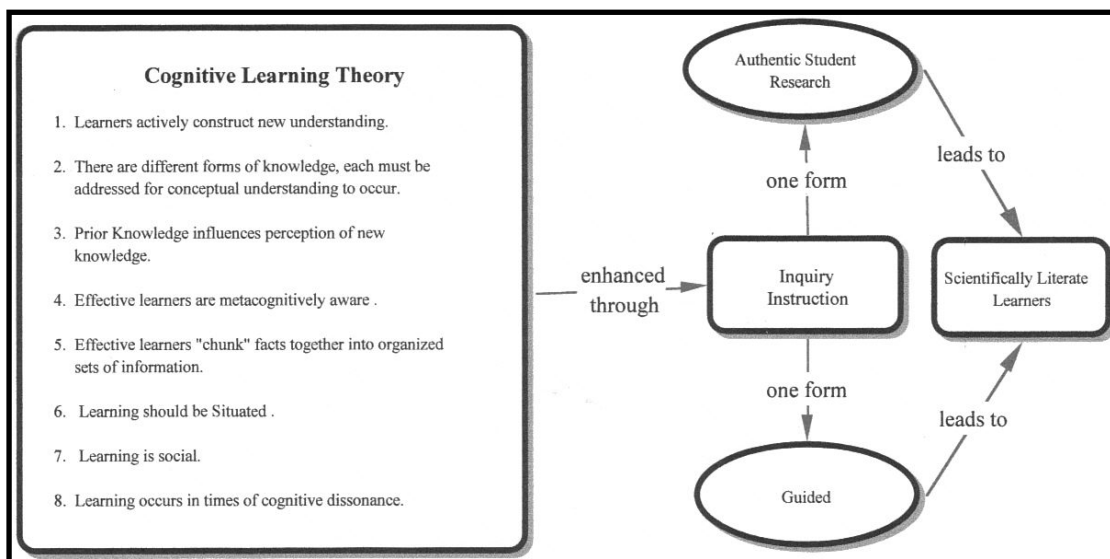 Cognitive Learning Theory
1. Learners actively construct new understanding.
2. There are different forms of knowledge, each must be
addressed for conceptual understanding to occur.
3. Prior Knowledge influences perception of new
knowledge.
4. Effective learners are metacognitively aware .
5. Effective learners "chunk" facts together into organized
sets of information.
6. Learning should be Situated .
7. Learning is social.
8. Learning occurs in times of cognitive dissonance.
enhanced
through
Authentic Student
Research
one form
Inquiry
Instruction
one form
Guided
leads to
Scientifically Literate
Learners
leads to